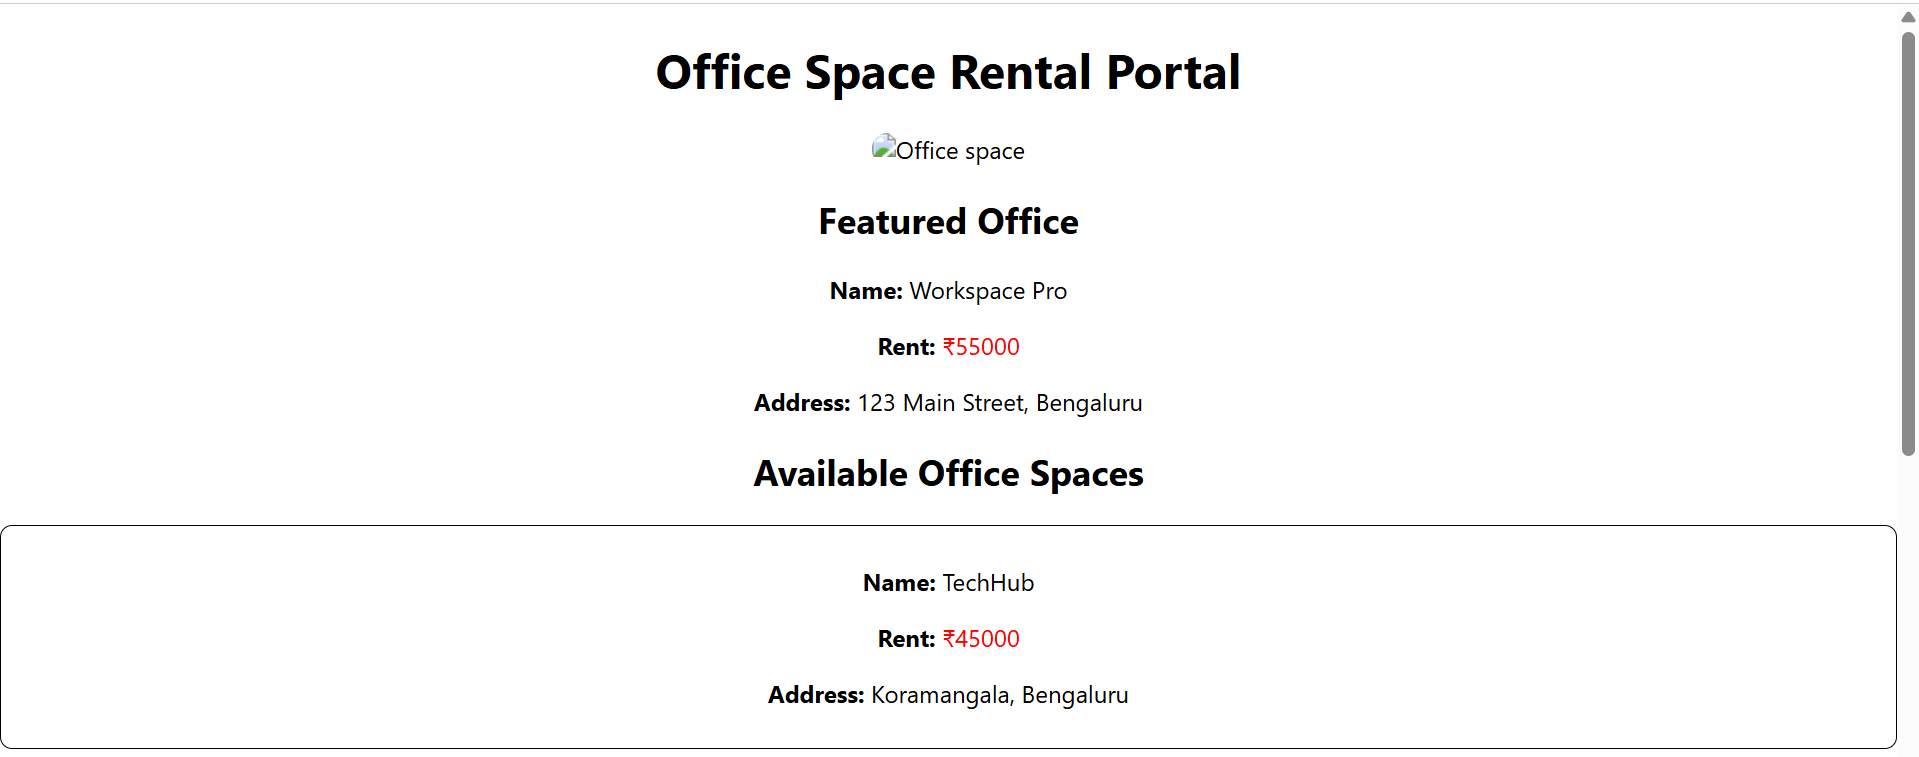 Office Space Rental Portal
Office space
Featured Office
Name: Workspace Pro
Rent: ₹55000
Address: 123 Main Street, Bengaluru
Available Office Spaces
Name: TechHub
Rent: ₹45000
Address: Koramangala, Bengaluru